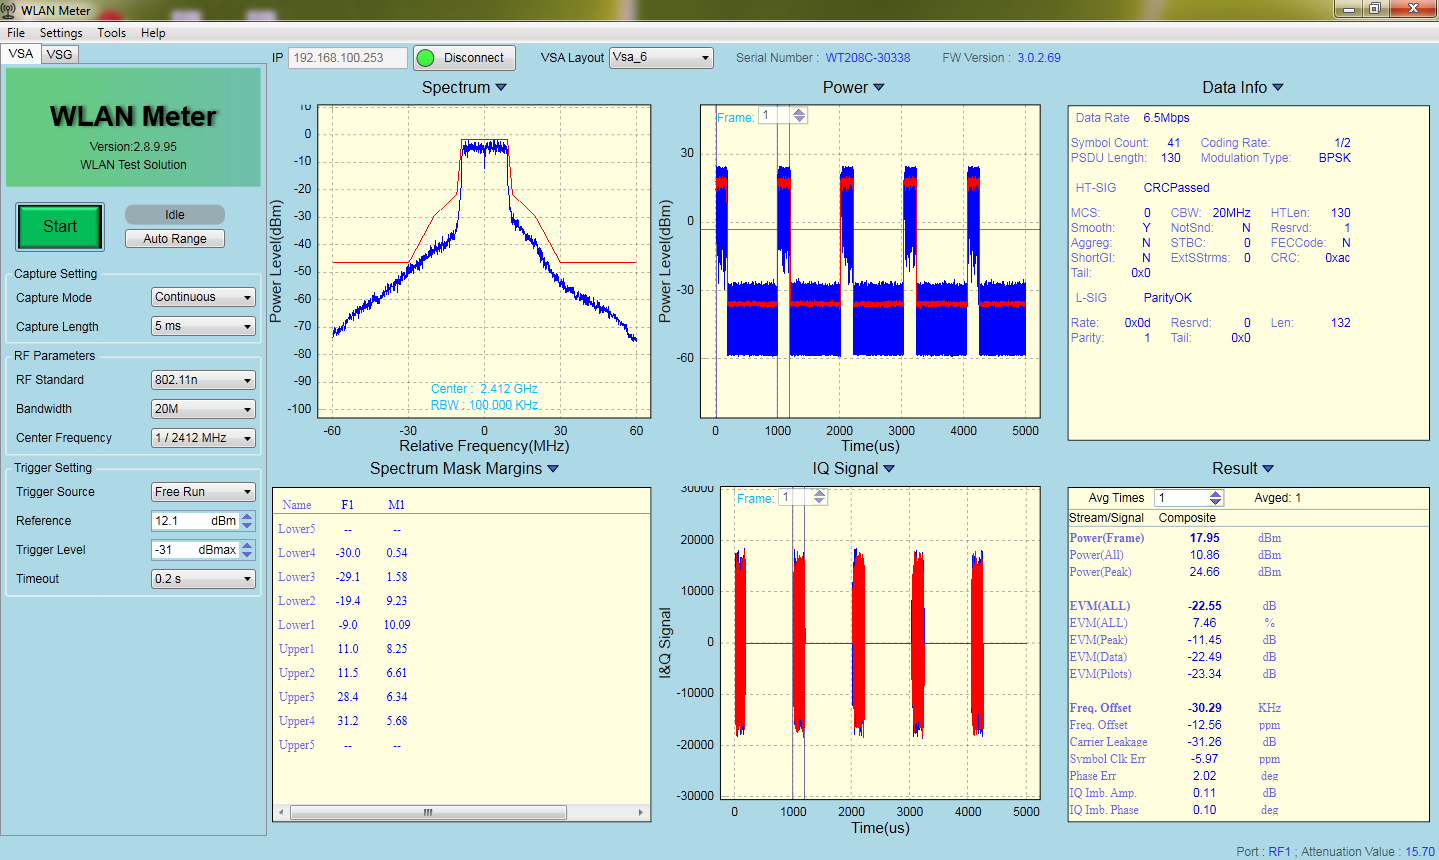 WLAN Meter
File Settings Tools Help
VSA VSG
IP 192.168.100.253 Disconnect VSA Layout Vsa_6 Serial Number : WT208C-30338 FW Version : 3.0.2.69
WLAN Meter
Version:2.8.9.95
WLAN Test Solution
Start
Idle
Auto Range
Capture Setting
Capture Mode Continuous
Capture Length 5 ms
RF Parameters
RF Standard 802.11n
Bandwidth 20M
Center Frequency 1 / 2412 MHz
Trigger Setting
Trigger Source Free Run
Reference 12.1 dBm
Trigger Level -31 dBmax
Timeout 0.2 s
Spectrum
Power Level(dBm)
10
0
-10
-20
-30
-40
-50
-60
-70
-80
-90
-100
Center : 2.412 GHz
RBW : 100.000 KHz
-60 -30 0 30 60
Relative Frequency(MHz)
Power
Frame: 1
Power Level(dBm)
30
0
-30
-60
0 1000 2000 3000 4000 5000
Time(us)
Data Info
Data Rate 6.5Mbps
Symbol Count: 41 Coding Rate: 1/2
PSDU Length: 130 Modulation Type: BPSK
HT-SIG CRCPassed
MCS: 0 CBW: 20MHz HTLen: 130
Smooth: Y NotSnd: N Resrvd: 1
Aggreg: N STBC: 0 FECCode: N
ShortGI: N ExtSStrms: 0 CRC: 0xac
Tail: 0x0
L-SIG ParityOK
Rate: 0x0d Resrvd: 0 Len: 132
Parity: 1 Tail: 0x0
Spectrum Mask Margins
Name F1 M1
Lower5 -- --
Lower4 -30.0 0.54
Lower3 -29.1 1.58
Lower2 -19.4 9.23
Lower1 -9.0 10.09
Upper1 11.0 8.25
Upper2 11.5 6.61
Upper3 28.4 6.34
Upper4 31.2 5.68
Upper5 -- --
IQ Signal
Frame: 1
I&Q Signal
30000
20000
10000
0
-10000
-20000
-30000
0 1000 2000 3000 4000 5000
Time(us)
Result
Avg Times 1 Avged: 1
Stream/Signal Composite
Power(Frame) 17.95 dBm
Power(All) 10.86 dBm
Power(Peak) 24.66 dBm
EVM(ALL) -22.55 dB
EVM(ALL) 7.46 %
EVM(Peak) -11.45 dB
EVM(Data) -22.49 dB
EVM(Pilots) -23.34 dB
Freq. Offset -30.29 KHz
Freq. Offset -12.56 ppm
Carrier Leakage -31.26 dB
Symbol Clk Err -5.97 ppm
Phase Err 2.02 deg
IQ Imb. Amp. 0.11 dB
IQ Imb. Phase 0.10 deg
Port : RF1 ; Attenuation Value : 15.70